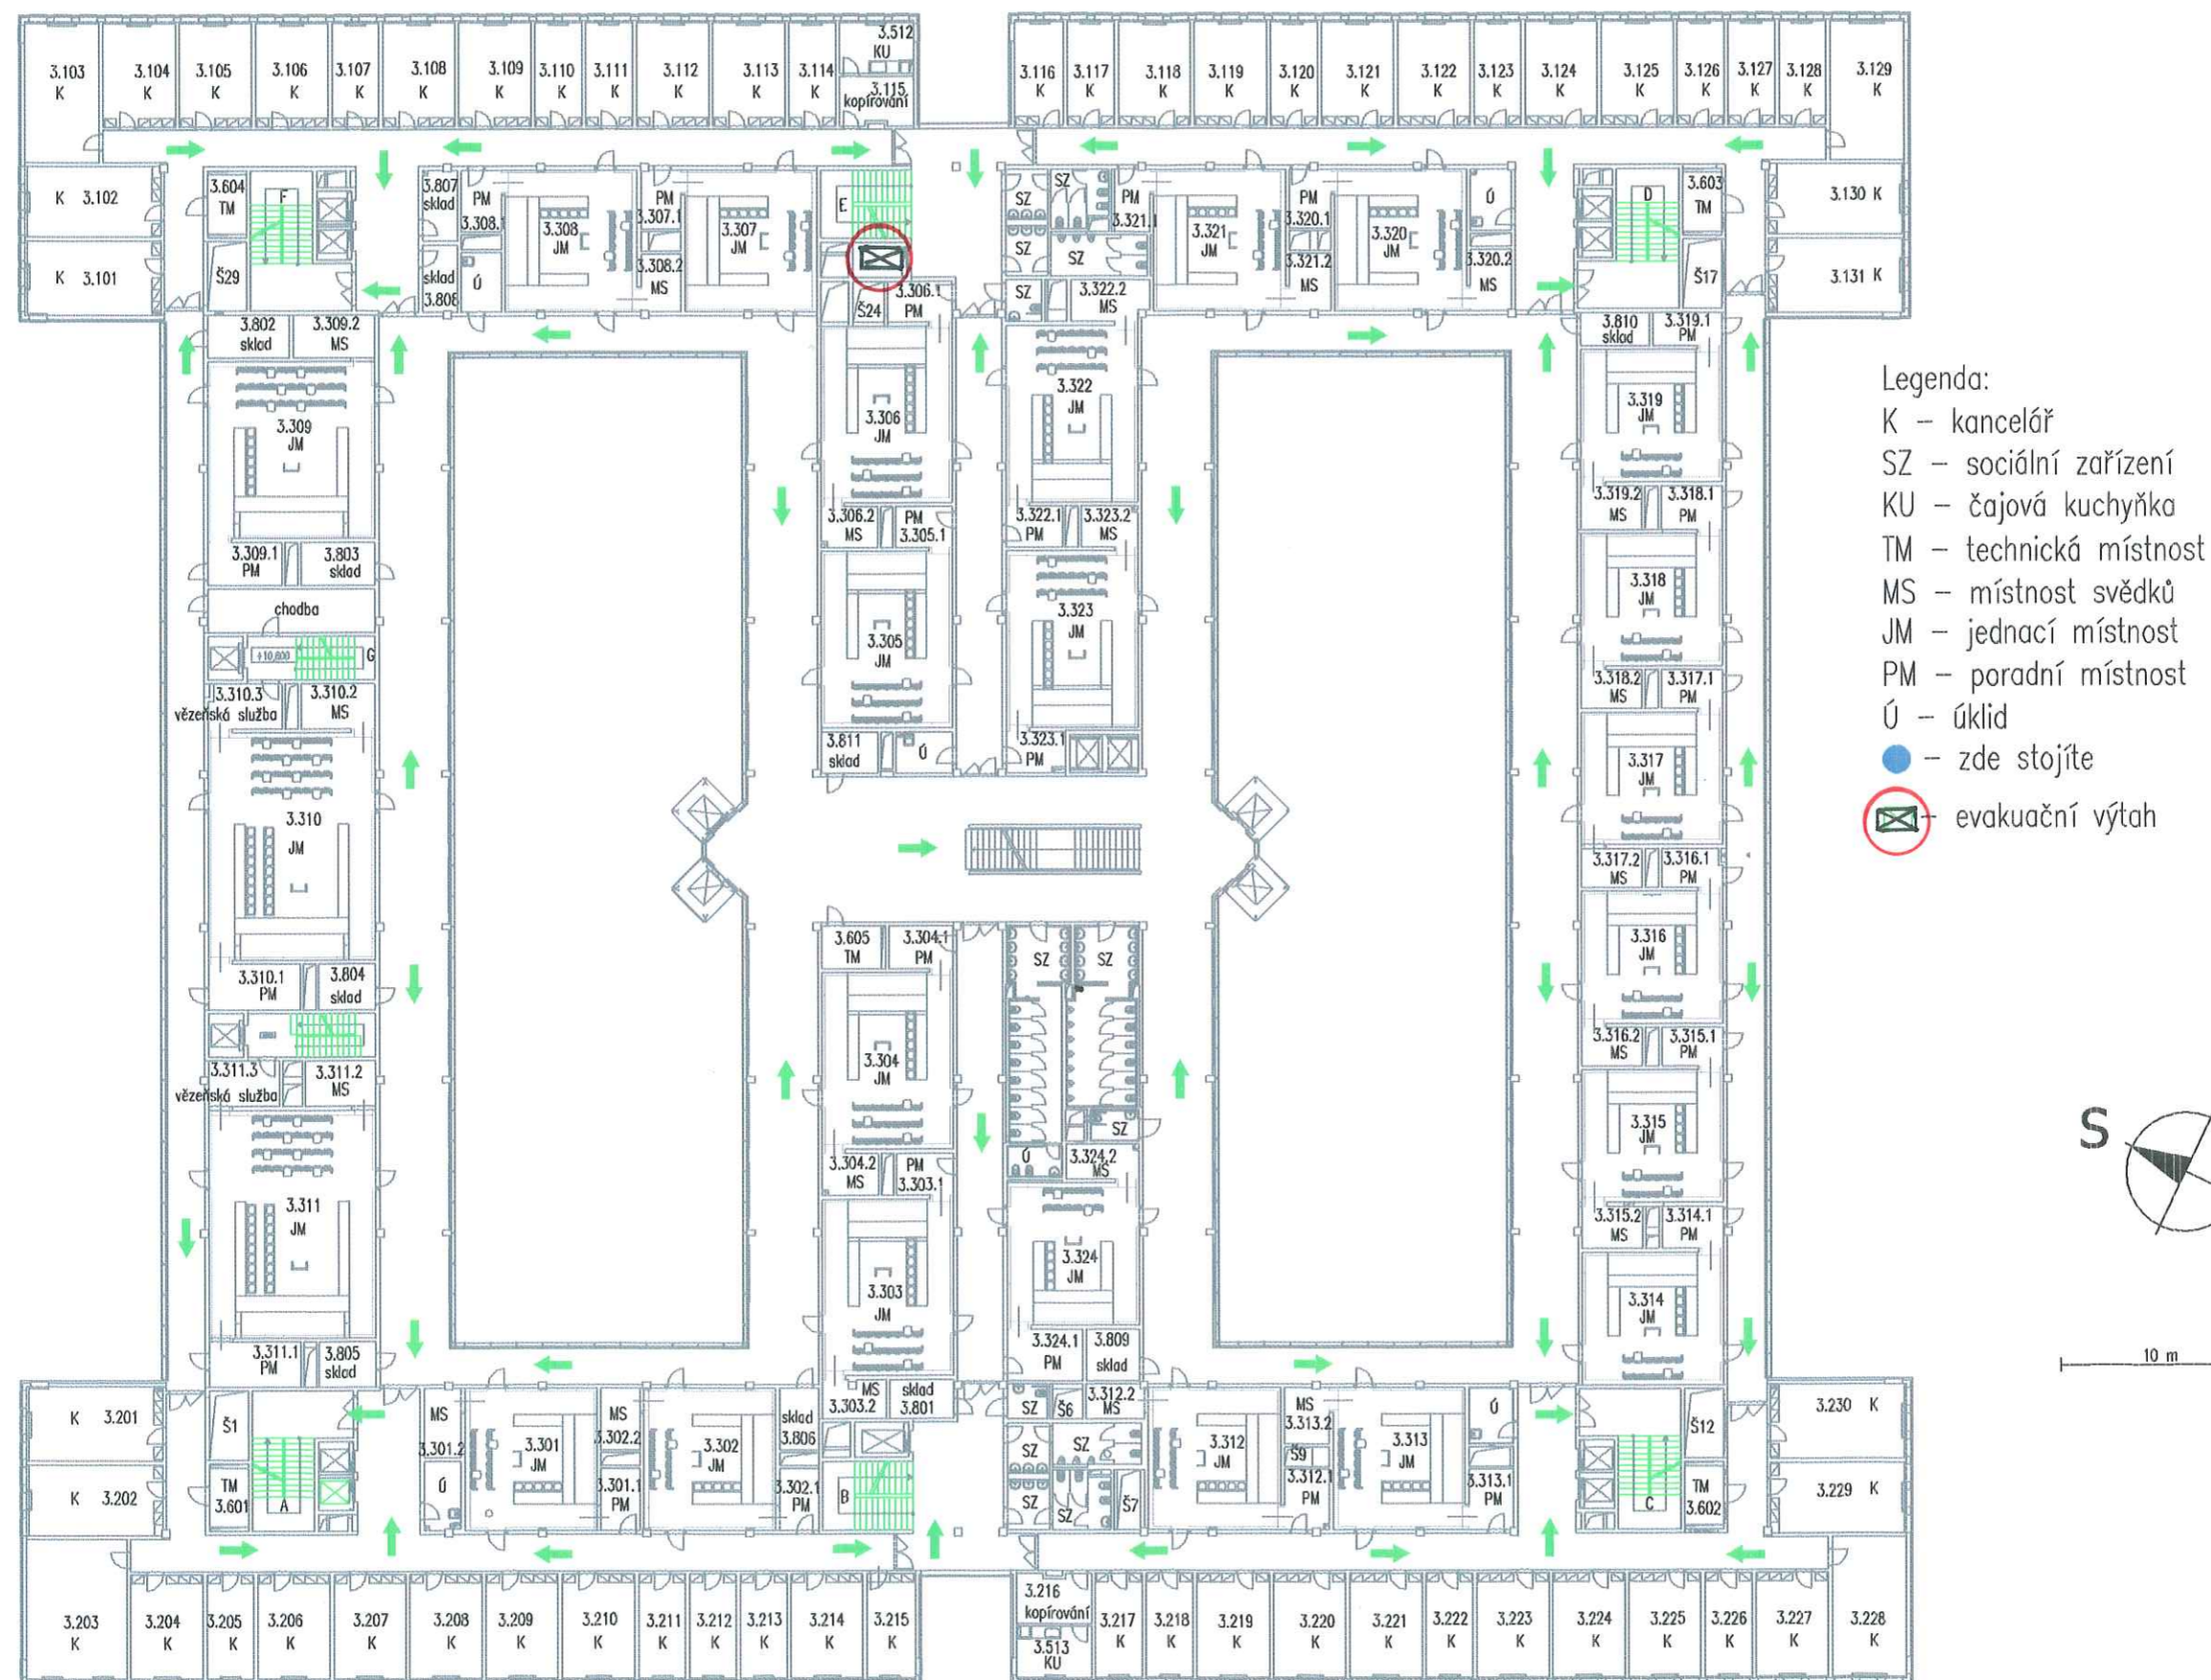 3.103
K
3.104
K
3.105
K
3.106
K
3.107
K
3.108
K
3.109
K
3.110
K
3.111
K
3.112
K
3.113
K
3.114
K
3.512
KU
3.115
kopírování
3.116
K
3.117
K
3.118
K
3.119
K
3.120
K
3.121
K
3.122
K
3.123
K
3.124
K
3.125
K
3.126
K
3.127
K
3.128
K
3.129
K
K 3.102
K 3.101
3.604
TM
F
Š29
3.807
sklad
sklad
3.808
PM
3.308.1
Ú
3.308
JM
PM
3.307.1
3.308.2
MS
3.307
JM
E
Š24
3.306.1
PM
SZ
SZ
SZ
SZ
SZ
PM
3.321.1
3.322.2
MS
3.321
JM
PM
3.320.1
3.321.2
MS
3.320
JM
Ú
3.320.2
MS
D
3.603
TM
Š17
3.130 K
3.131 K
3.802
sklad
3.309.2
MS
3.309
JM
3.309.1
PM
3.803
sklad
chodba
+10,800
G
3.310.3
vězeňská služba
3.310.2
MS
3.310
JM
3.310.1
PM
3.804
sklad
3.311.3
vězeňská služba
3.311.2
MS
3.311
JM
3.311.1
PM
3.805
sklad
3.306
JM
3.306.2
MS
PM
3.305.1
3.305
JM
3.811
sklad
Ú
3.322
JM
3.322.1
PM
3.323.2
MS
3.323
JM
3.323.1
PM
3.605
TM
3.304.1
PM
3.304
JM
3.304.2
MS
PM
3.303.1
3.303
JM
MS
3.303.2
sklad
3.801
SZ
SZ
SZ
Ú
3.324.2
MS
3.324
JM
3.324.1
PM
3.809
sklad
3.810
sklad
3.319.1
PM
3.319
JM
3.319.2
MS
3.318.1
PM
3.318
JM
3.318.2
MS
3.317.1
PM
3.317
JM
3.317.2
MS
3.316.1
PM
3.316
JM
3.316.2
MS
3.315.1
PM
3.315
JM
3.315.2
MS
3.314.1
PM
3.314
JM
Legenda:
K – kancelář
SZ – sociální zařízení
KU – čajová kuchyňka
TM – technická místnost
MS – místnost svědků
JM – jednací místnost
PM – poradní místnost
Ú – úklid
– zde stojíte
– evakuační výtah
S
10 m
K 3.201
K 3.202
Š1
TM
3.601
A
MS
3.301.2
Ú
3.301
JM
MS
3.302.2
3.301.1
PM
3.302
JM
sklad
3.806
3.302.1
PM
B
SZ
Š6
3.312.2
MS
SZ
SZ
SZ
SZ
Š7
3.312
JM
MS
3.313.2
Š9
3.312.1
PM
3.313
JM
Ú
3.313.1
PM
C
Š12
TM
3.602
3.230 K
3.229 K
3.203
K
3.204
K
3.205
K
3.206
K
3.207
K
3.208
K
3.209
K
3.210
K
3.211
K
3.212
K
3.213
K
3.214
K
3.215
K
3.216
kopírování
3.513
KU
3.217
K
3.218
K
3.219
K
3.220
K
3.221
K
3.222
K
3.223
K
3.224
K
3.225
K
3.226
K
3.227
K
3.228
K